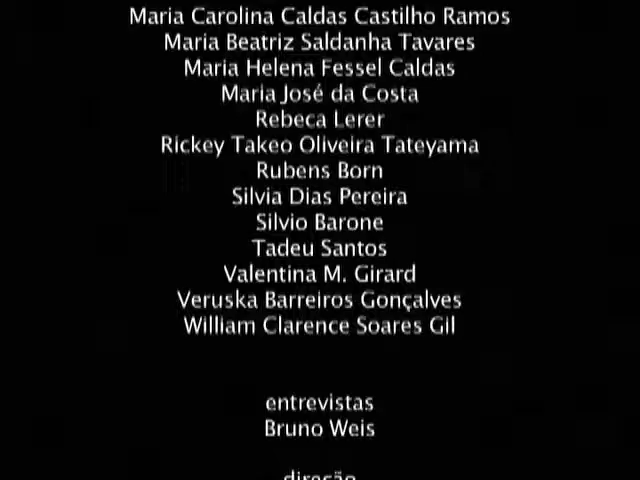 Maria Carolina Caldas Castilho Ramos
Maria Beatriz Saldanha Tavares
Maria Helena Fessel Caldas
Maria José da Costa
Rebeca Lerer
Rickey Takeo Oliveira Tateyama
Rubens Born
Silvia Dias Pereira
Silvio Barone
Tadeu Santos
Valentina M. Girard
Veruska Barreiros Gonçalves
William Clarence Soares Gil
entrevistas
Bruno Weis
direção